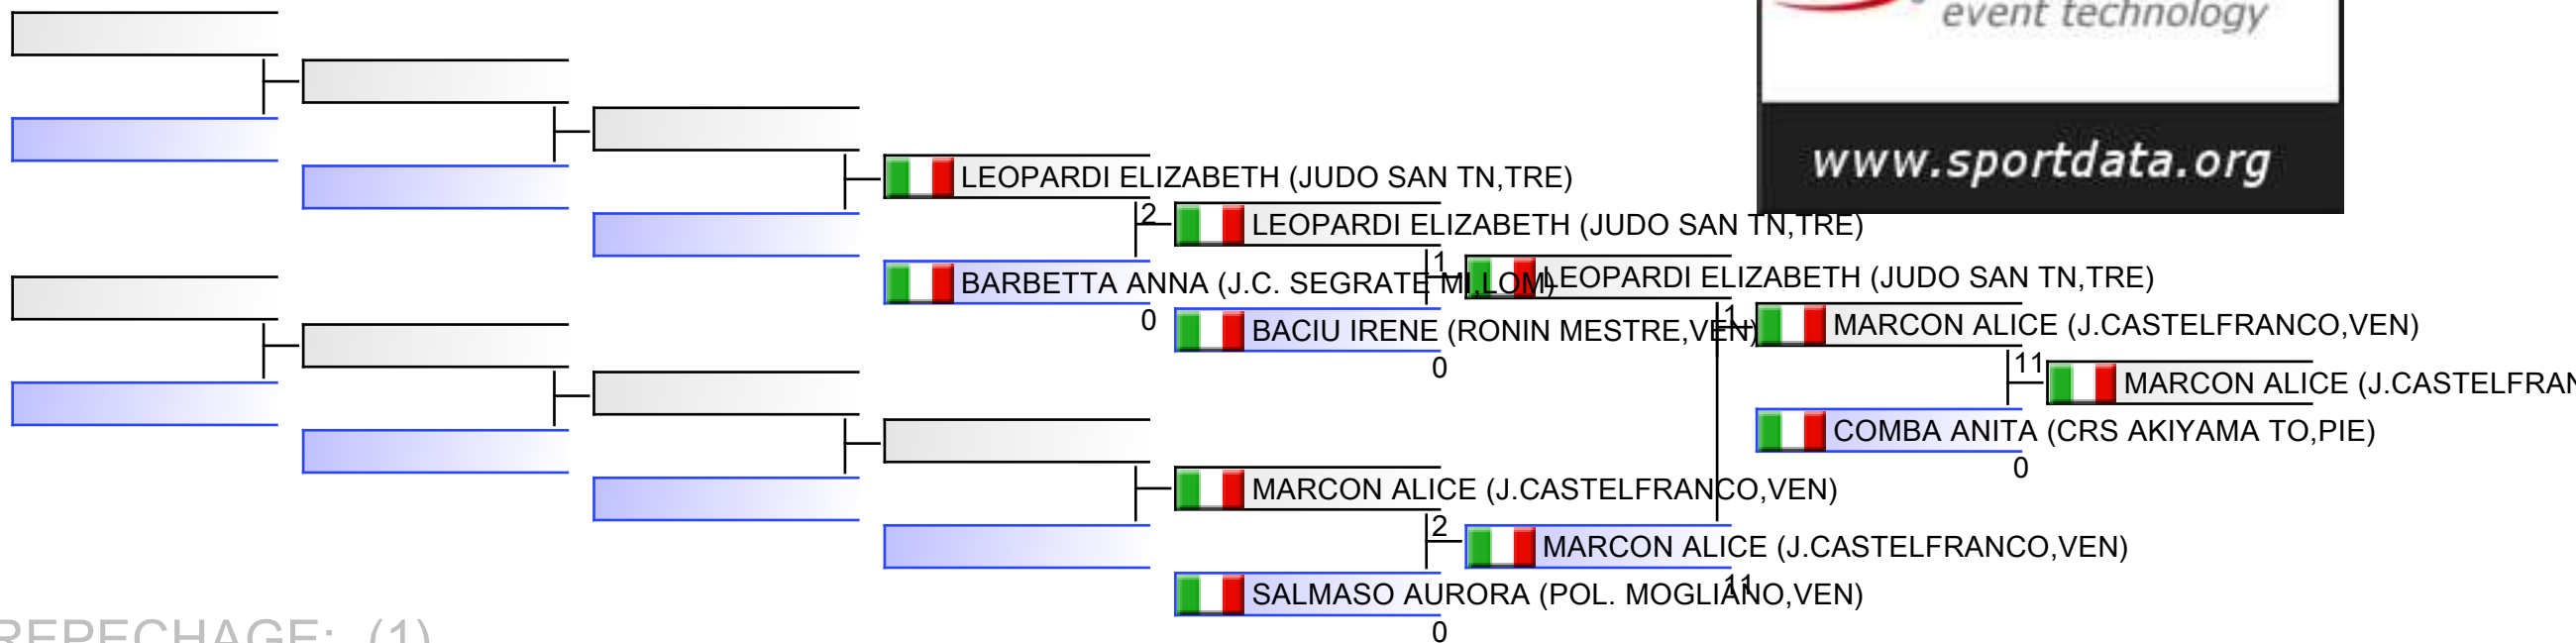 event technology
www.sportdata.org
LEOPARDI ELIZABETH (JUDO SAN TN,TRE)
2
LEOPARDI ELIZABETH (JUDO SAN TN,TRE)
BARBETTA ANNA (J.C. SEGRATE MI,LOM)
0
1
LEOPARDI ELIZABETH (JUDO SAN TN,TRE)
BACIU IRENE (RONIN MESTRE,VEN)
0
1
MARCON ALICE (J.CASTELFRANCO,VEN)
11
MARCON ALICE (J.CASTELFRAN
COMBA ANITA (CRS AKIYAMA TO,PIE)
0
MARCON ALICE (J.CASTELFRANCO,VEN)
2
MARCON ALICE (J.CASTELFRANCO,VEN)
11
SALMASO AURORA (POL. MOGLIANO,VEN)
0
REPECHAGE: (1)